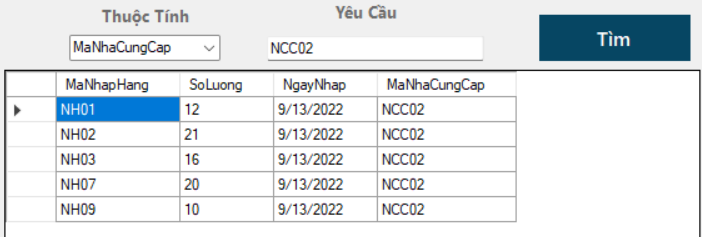 Thuộc Tính Yêu Cầu
MaNhaCungCap NCC02 Tìm
MaNhapHang SoLuong NgayNhap MaNhaCungCap
NH01 12 9/13/2022 NCC02
NH02 21 9/13/2022 NCC02
NH03 16 9/13/2022 NCC02
NH07 20 9/13/2022 NCC02
NH09 10 9/13/2022 NCC02